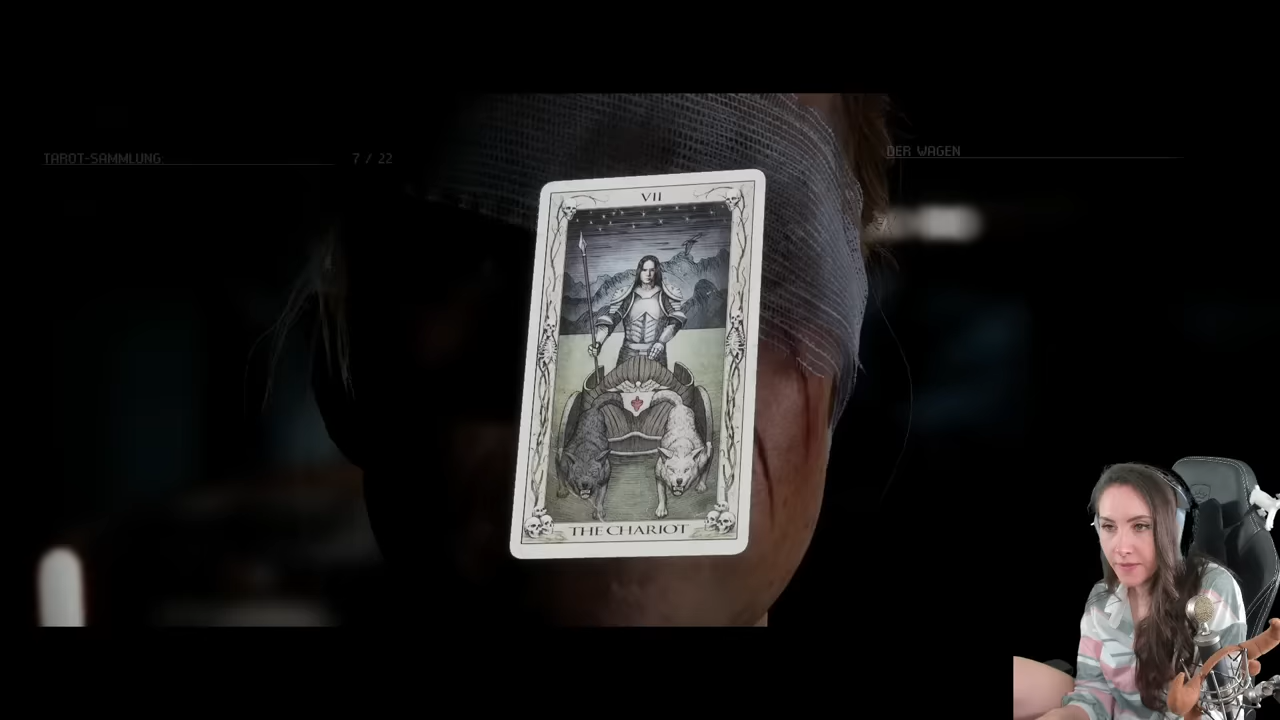 TAROT-SAMMLUNG:
7 / 22
DER WAGEN
VII
THE CHARIOT